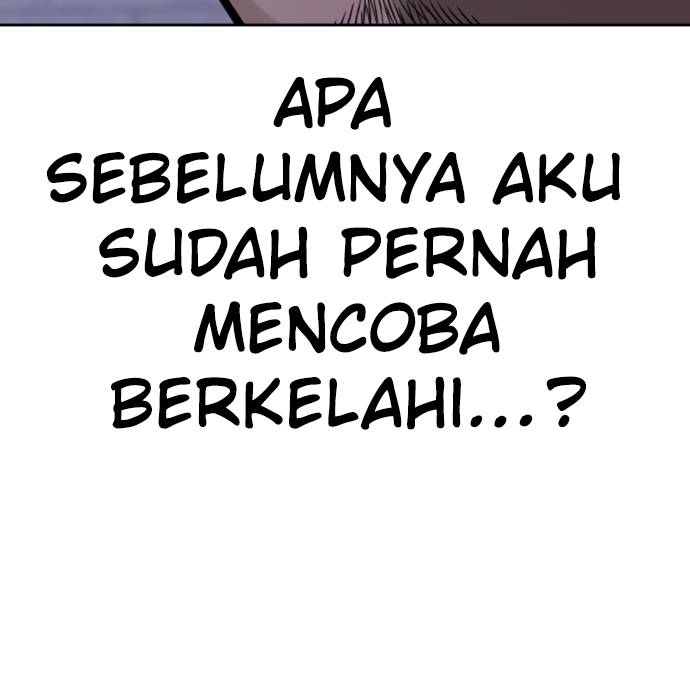 APA
SEBELUMNYA AKU
SUDAH PERNAH
MENCOBA
BERKELAHI...?